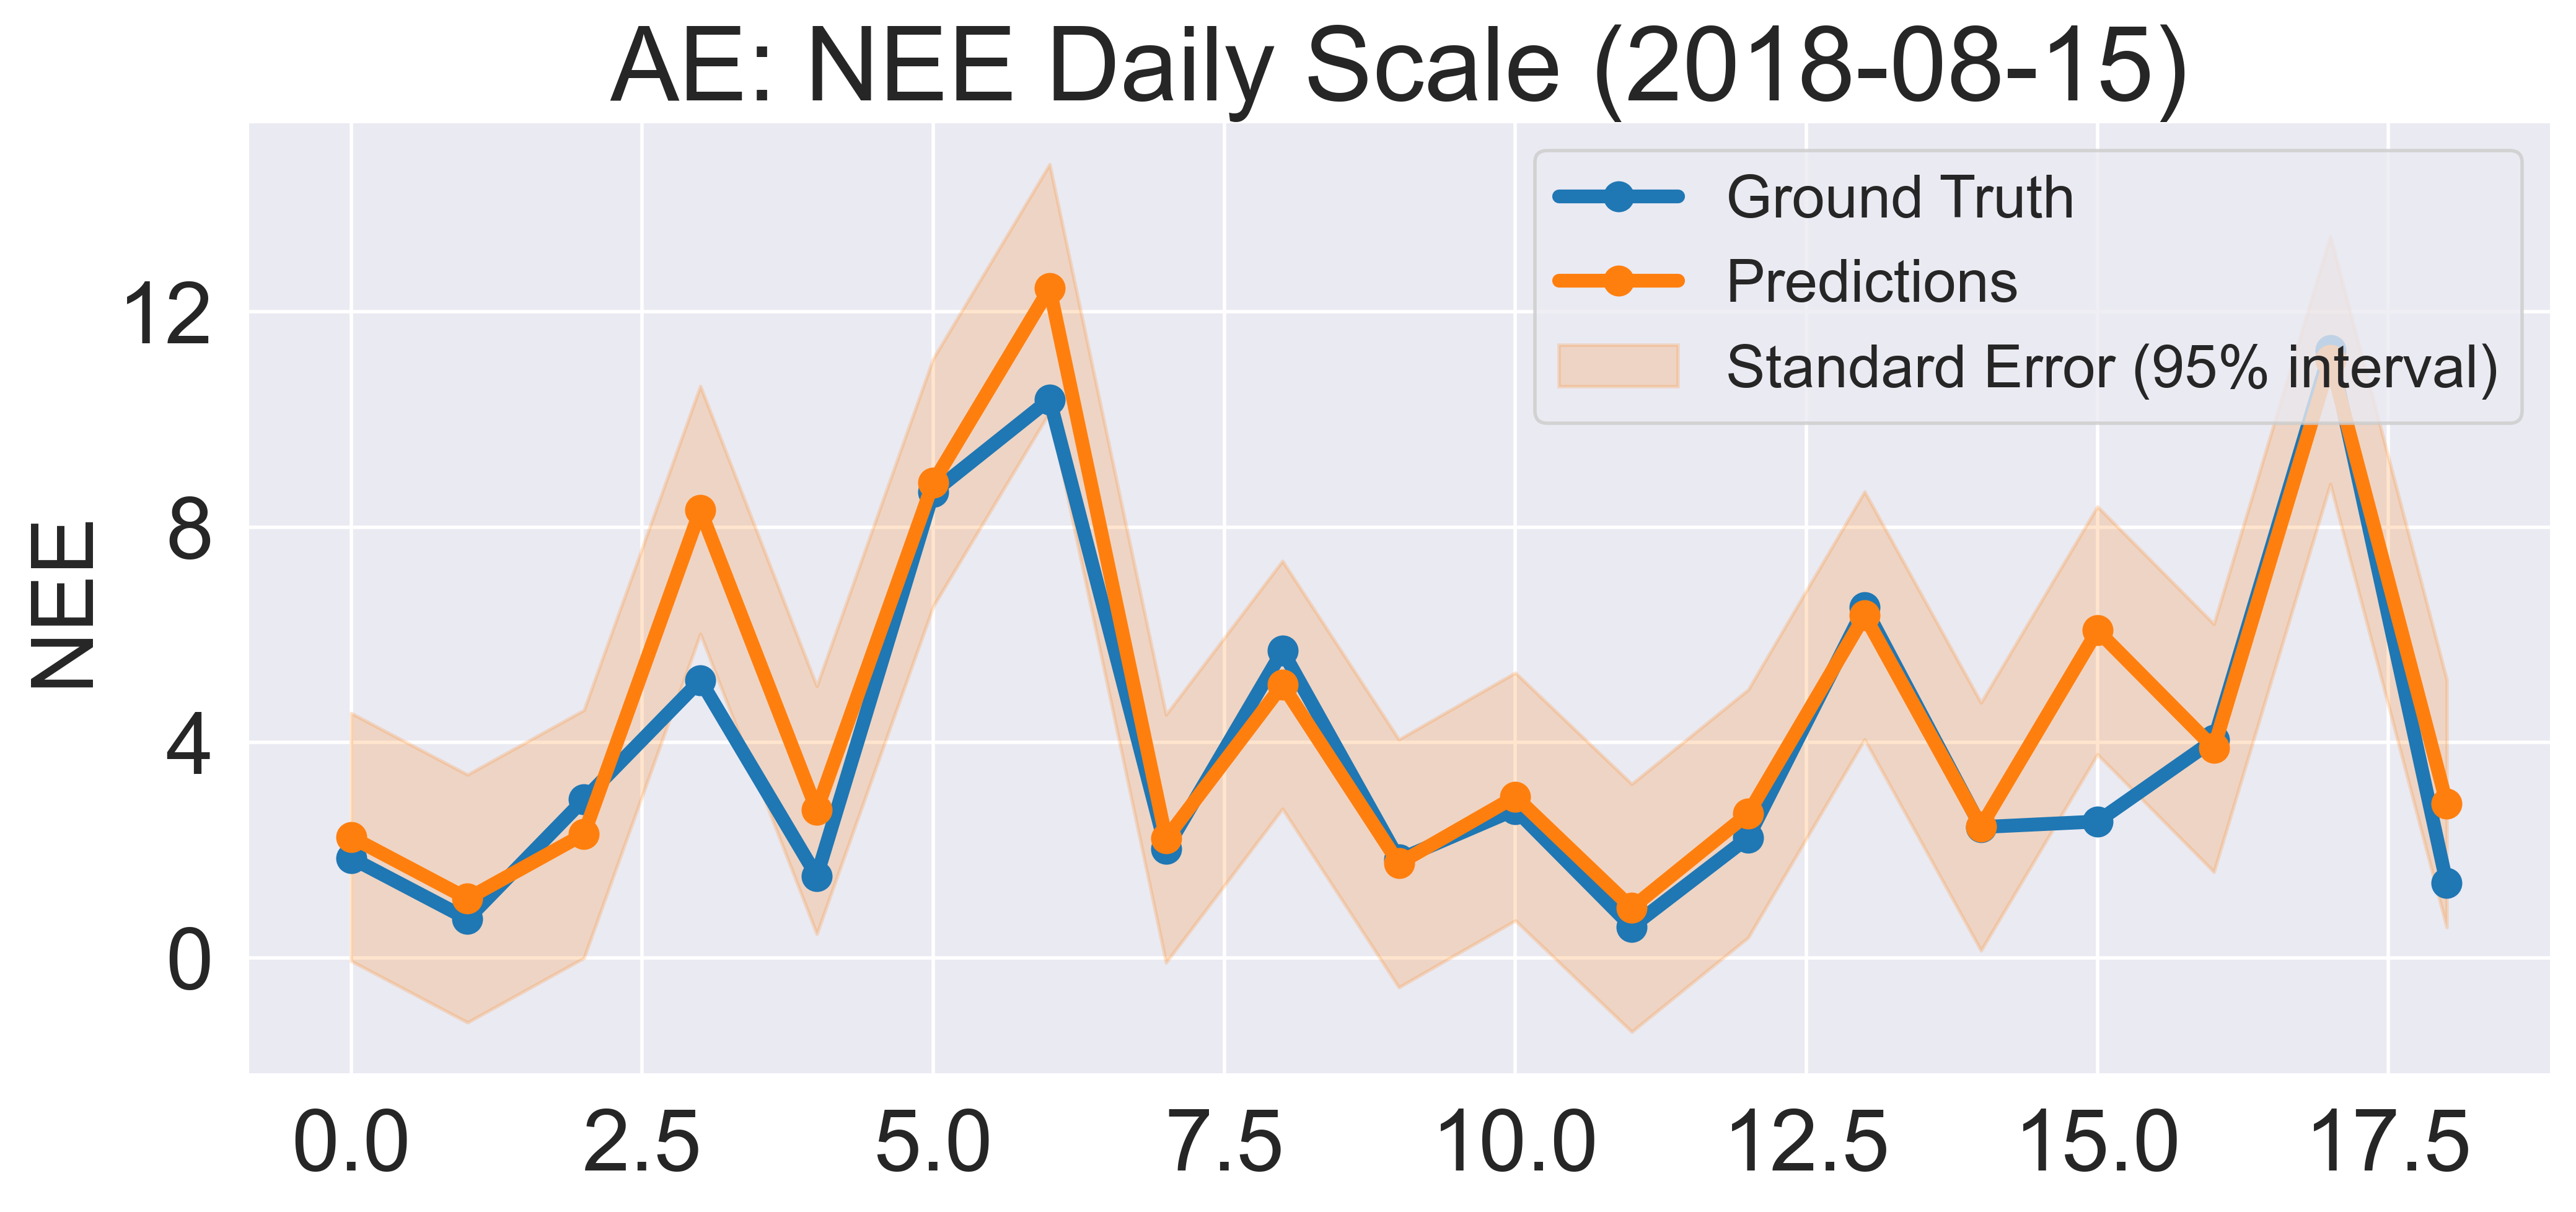 AE: NEE Daily Scale (2018-08-15)
Ground Truth
Predictions
Standard Error (95% interval)
NEE
12
8
4
0
0.0 2.5 5.0 7.5 10.0 12.5 15.0 17.5